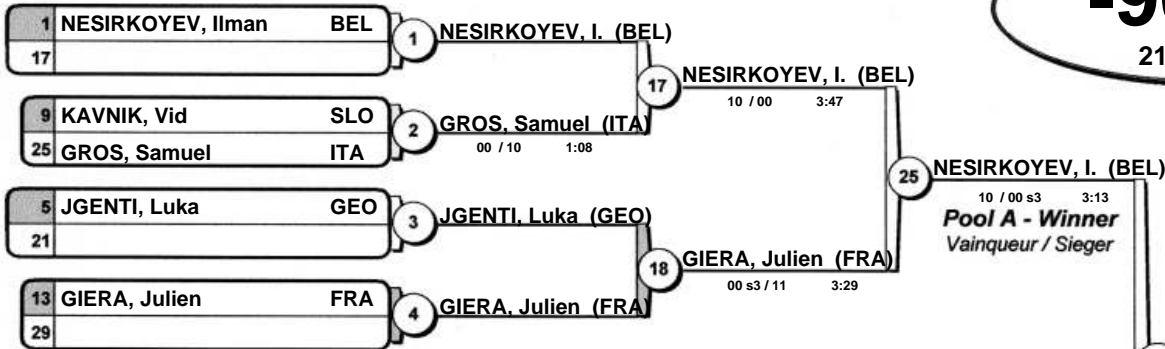 -9
21
1 NESIRKOYEV, Ilman BEL
17
1
NESIRKOYEV, I. (BEL)
9 KAVNIK, Vid SLO
25 GROS, Samuel ITA
2
GROS, Samuel (ITA)
00 / 10 1:08
17
NESIRKOYEV, I. (BEL)
10 / 00 3:47
5 JGENTI, Luka GEO
21
3
JGENTI, Luka (GEO)
13 GIERA, Julien FRA
29
4
GIERA, Julien (FRA)
18
GIERA, Julien (FRA)
00 s3 / 11 3:29
25
NESIRKOYEV, I. (BEL)
10 / 00 s3 3:13
Pool A - Winner
Vainqueur / Sieger